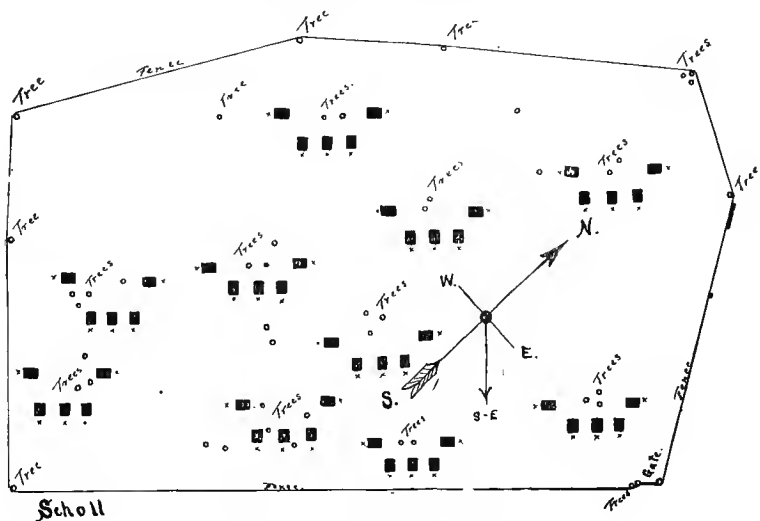 Tree
Tree
Trees
Fence
Tree
Tree
Trees.
Trees
Trees
Tree
Tree
N.
Trees
Trees
W.
Trees
E.
Fence
Trees
S.
S-E
Trees
Trees
Trees
Gate.
Tree
Fence.
Trees
Scholl